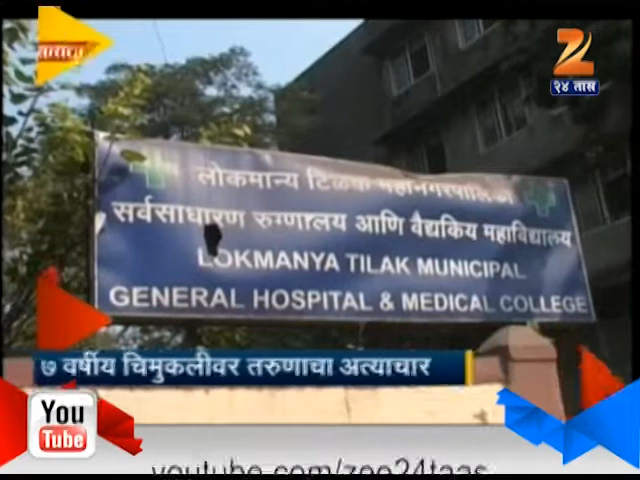 २४ तास
लोकमान्य टिळक महानगरपालिका
सर्वसाधारण रुग्णालय आणि वैद्यकिय महाविद्यालय
LOKMANYA TILAK MUNICIPAL
GENERAL HOSPITAL & MEDICAL COLLEGE
७ वर्षीय चिमुकलीवर तरुणाचा अत्याचार
You
Tube
youtube.com/zee24taas